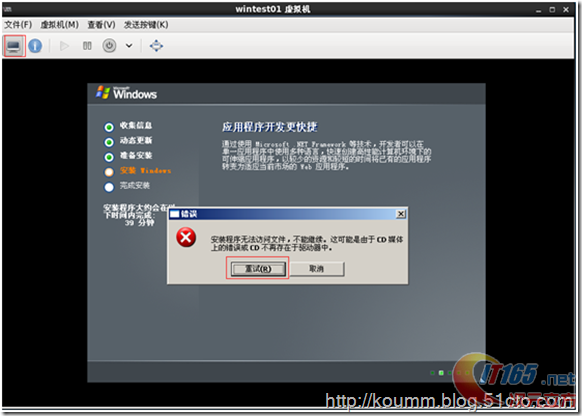 wintest01 虚拟机
文件(F) 虚拟机(M) 查看(V) 发送按键(K)
Microsoft
Windows
收集信息
动态更新
准备安装
安装 Windows
完成安装
安装程序大约会在以
下时间内完成:
39 分钟
应用程序开发更快捷
通过使用 Microsoft .NET Framework 等技术，开发者可以在
单一应用程序中使用多种语言，快速创建高性能计算机环境下的
可伸缩应用程序，以较少的资源和较短的时间将已有的应用程序
转变为适应当前市场的 Web 应用程序。
错误
安装程序无法访问文件，不能继续。这可能是由于 CD 媒体
上的错误或 CD 不再存在于驱动器中。
重试(R) 取消
IT165.net
http://koumm.blog.51cto.com